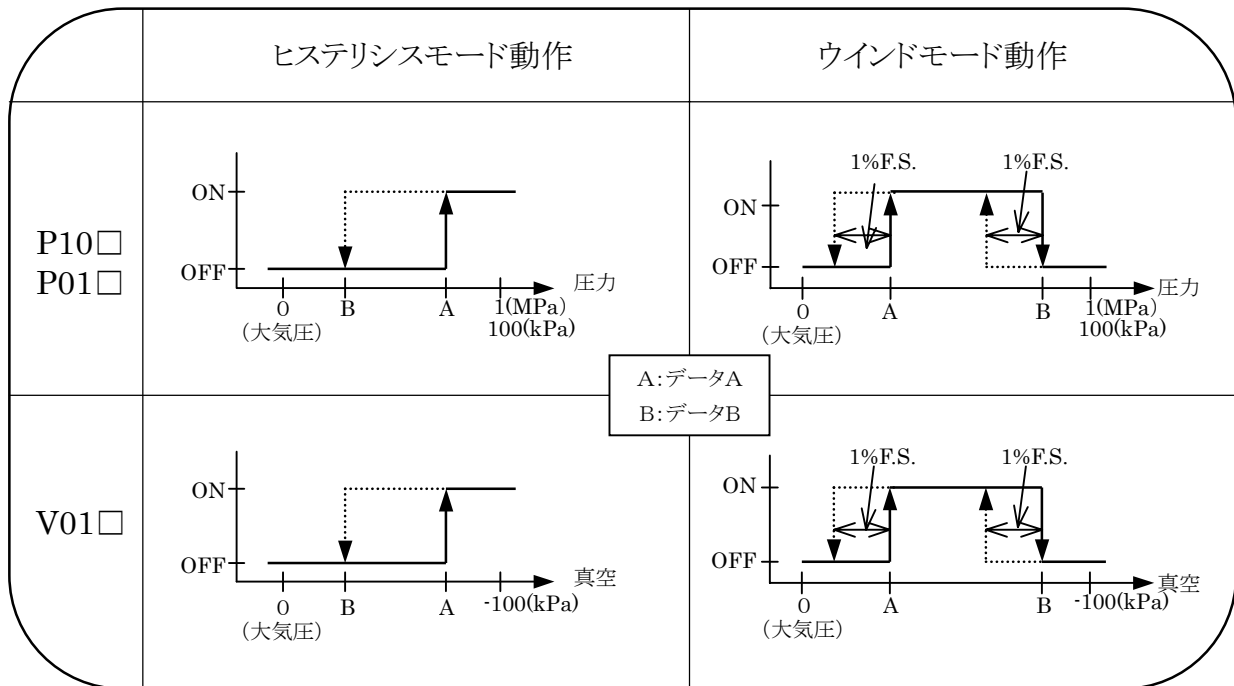 ヒステリシスモード動作
ウインドモード動作
P10□
P01□
ON
OFF
圧力
0
B
A
1(MPa)
100(kPa)
(大気圧)
1%F.S.
1%F.S.
ON
OFF
圧力
0
A
B
1(MPa)
100(kPa)
(大気圧)
A:データA
B:データB
V01□
ON
OFF
真空
0
B
A
-100(kPa)
(大気圧)
1%F.S.
1%F.S.
ON
OFF
真空
0
A
B
-100(kPa)
(大気圧)